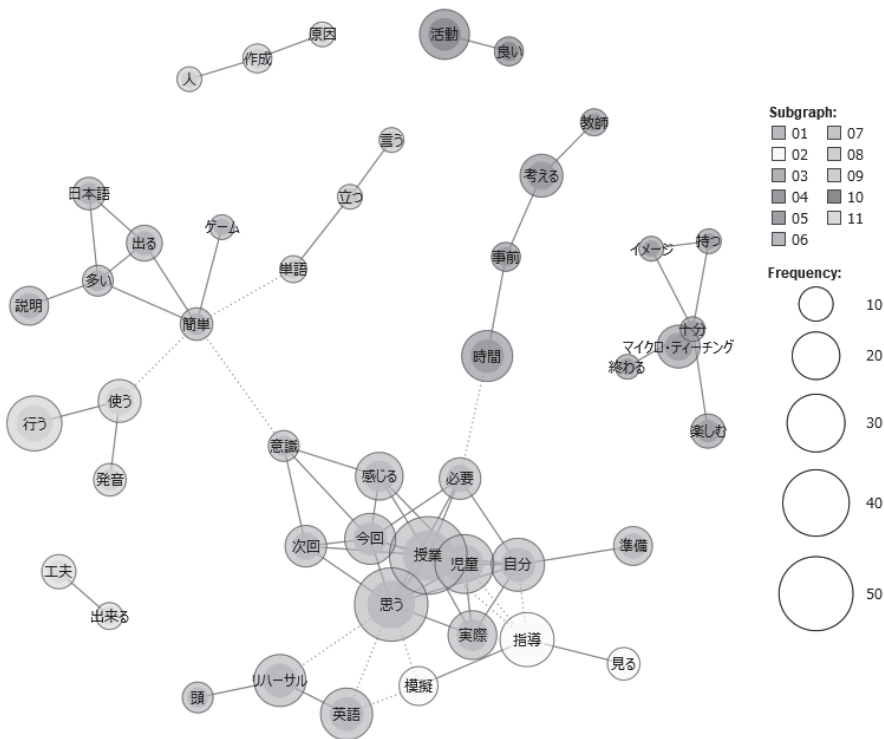 原因
作成
人
活動
良い
教師
言う
考える
立つ
日本語
ゲーム
出る
イメージ
持つ
事前
単語
多い
説明
簡単
十分
マイクロ・ティーチング
時間
終わる
使う
行う
楽しむ
意識
発音
感じる
必要
今回
次回
授業
児童
自分
準備
工夫
思う
出来る
実際
指導
見る
リハーサル
模擬
頭
英語
Subgraph:
01 07
02 08
03 09
04 10
05 11
06
Frequency:
10
20
30
40
50